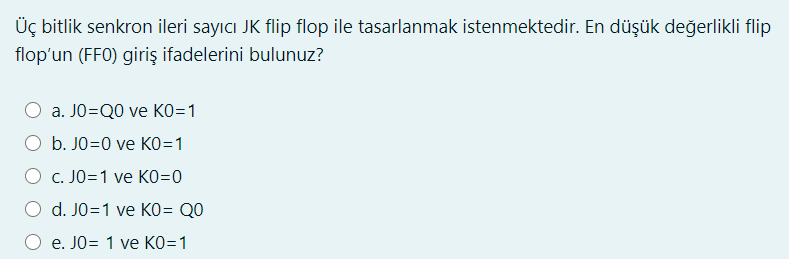 Üç bitlik senkron ileri sayıcı JK flip flop ile tasarlanmak istenmektedir. En düşük değerlikli flip
flop'un (FF0) giriş ifadelerini bulunuz?
a. J0=Q0 ve K0=1
b. J0=0 ve K0=1
c. J0=1 ve K0=0
d. J0=1 ve K0= Q0
e. J0= 1 ve K0=1